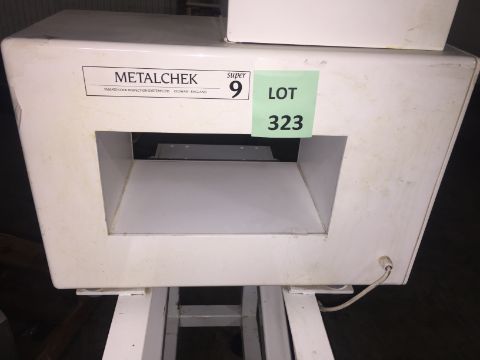 METALCHEK
super
9
LOT
323